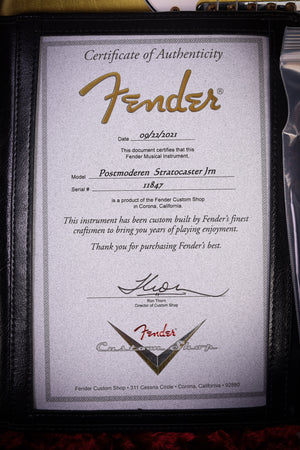 Certificate of Authenticity
Fender®
Date 09/22/2021
This document certifies that this
Fender Musical Instrument.
Model Postmoderen Stratocaster Jrn
Serial # 11847
is a product of the Fender Custom Shop
in Corona, California.
This instrument has been custom built by Fender's finest
craftsmen to bring you years of playing enjoyment.
Thank you for purchasing Fender's best.
Ron Thorn
Director of Custom Shop
Fender
Custom Shop
Fender Custom Shop • 311 Cessna Circle • Corona, California • 92880